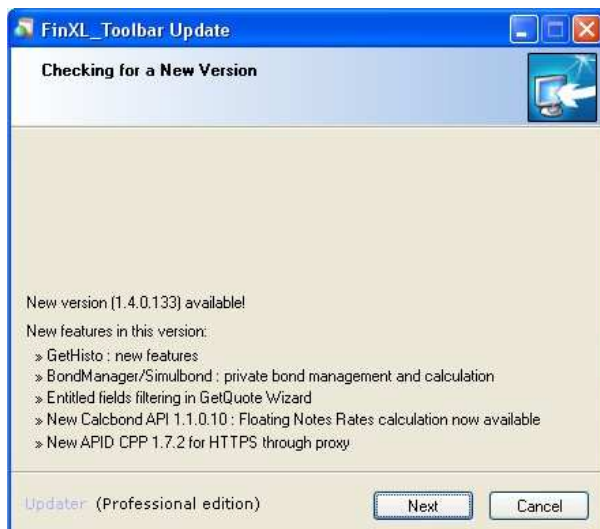 FinXL_Toolbar Update
Checking for a New Version
New version (1.4.0.133) available!
New features in this version:
» GetHisto : new features
» BondManager/Simulbond : private bond management and calculation
» Entitled fields filtering in GetQuote Wizard
» New Calcbond API 1.1.0.10 : Floating Notes Rates calculation now available
» New APID CPP 1.7.2 for HTTPS through proxy
Updater (Professional edition)
Next
Cancel